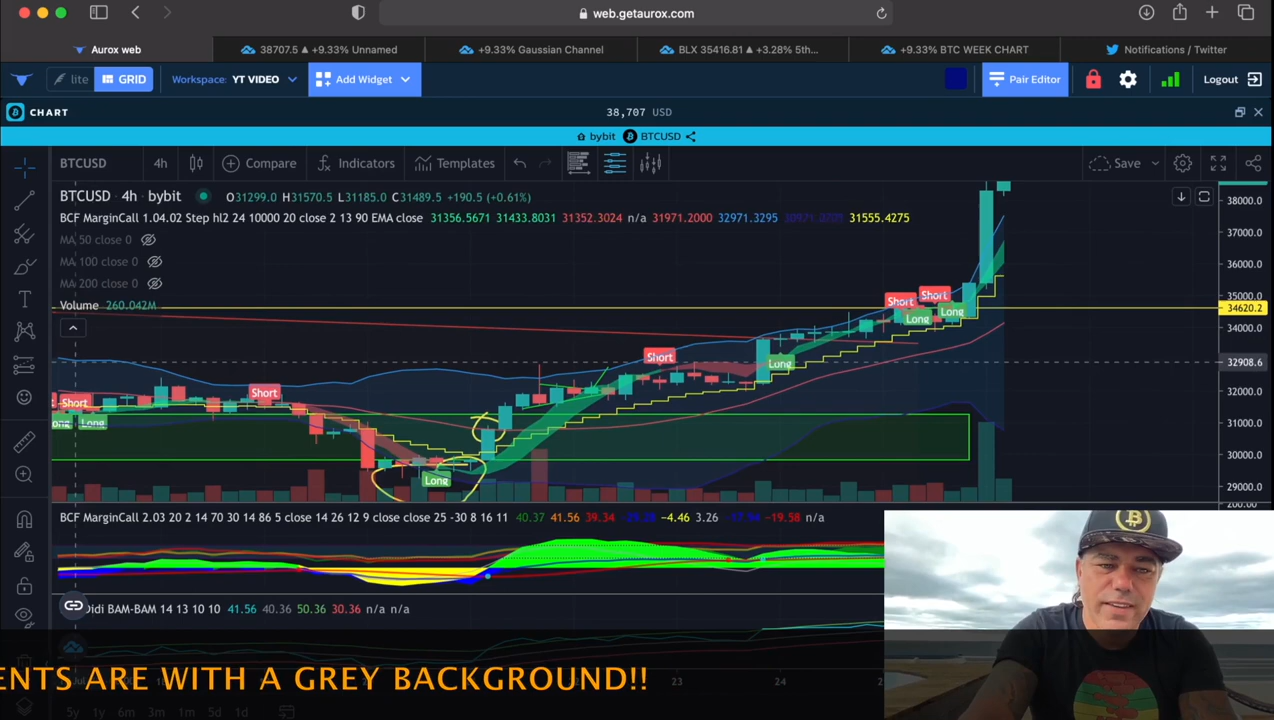 web.getaurox.com
Aurox web
38707.5 ▲ +9.33% Unnamed
+9.33% Gaussian Channel
BLX 35416.81 ▲ +3.28% 5th...
+9.33% BTC WEEK CHART
Notifications / Twitter
lite
GRID
Workspace: YT VIDEO
Add Widget
Pair Editor
Logout
CHART
38,707 USD
bybit BTCUSD
BTCUSD 4h Compare Indicators Templates Save
BTCUSD · 4h · bybit O31299.0 H31570.5 L31185.0 C31489.5 +190.5 (+0.61%)
BCF MarginCall 1.04.02 Step hl2 24 10000 20 close 2 13 90 EMA close 31356.5671 31433.8031 31352.3024 n/a 31971.2000 32971.3295 31555.4275
MA 50 close 0
MA 100 close 0
MA 200 close 0
Volume 260.042M
38000.0
37000.0
36000.0
35000.0
34620.2
34000.0
32908.6
32000.0
31000.0
30000.0
29000.0
Short
Long
Long
Short
Long
Short
Long
Short
Short
Long
Long
BCF MarginCall 2.03 20 2 14 70 30 14 86 5 close 14 26 12 9 close close 25 -30 8 16 11 40.37 41.56 39.34 -4.46 3.26 -19.58 n/a
Didi BAM-BAM 14 13 10 10 41.56 40.36 50.36 30.36 n/a n/a
ENTS ARE WITH A GREY BACKGROUND!!
23
24
5y 1y 6m 3m 1m 5d 1d